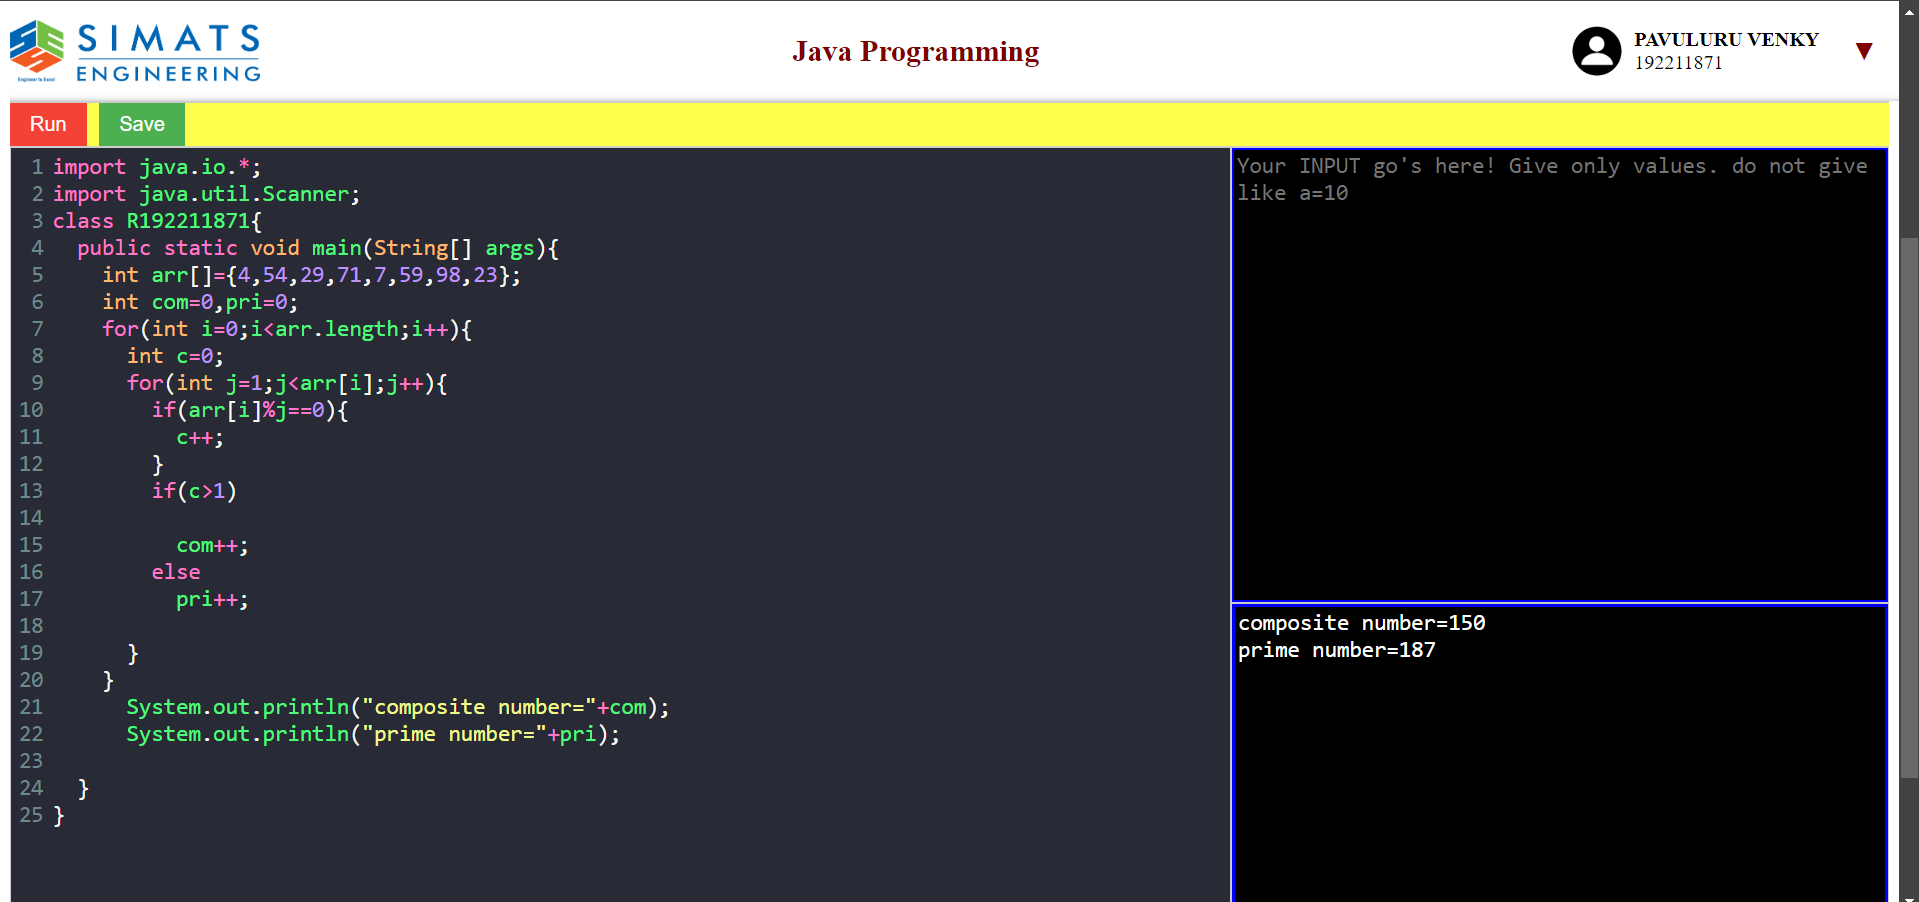 SIMATS
ENGINEERING
Engineer to Excel
Java Programming
PAVULURU VENKY
192211871
▼
Run
Save
1 import java.io.*;
2 import java.util.Scanner;
3 class R192211871{
4   public static void main(String[] args){
5     int arr[]={4,54,29,71,7,59,98,23};
6     int com=0,pri=0;
7     for(int i=0;i<arr.length;i++){
8       int c=0;
9       for(int j=1;j<arr[i];j++){
10         if(arr[i]%j==0){
11           c++;
12         }
13         if(c>1)
14
15           com++;
16         else
17           pri++;
18
19       }
20     }
21       System.out.println("composite number="+com);
22       System.out.println("prime number="+pri);
23
24   }
25 }
Your INPUT go's here! Give only values. do not give
like a=10
composite number=150
prime number=187